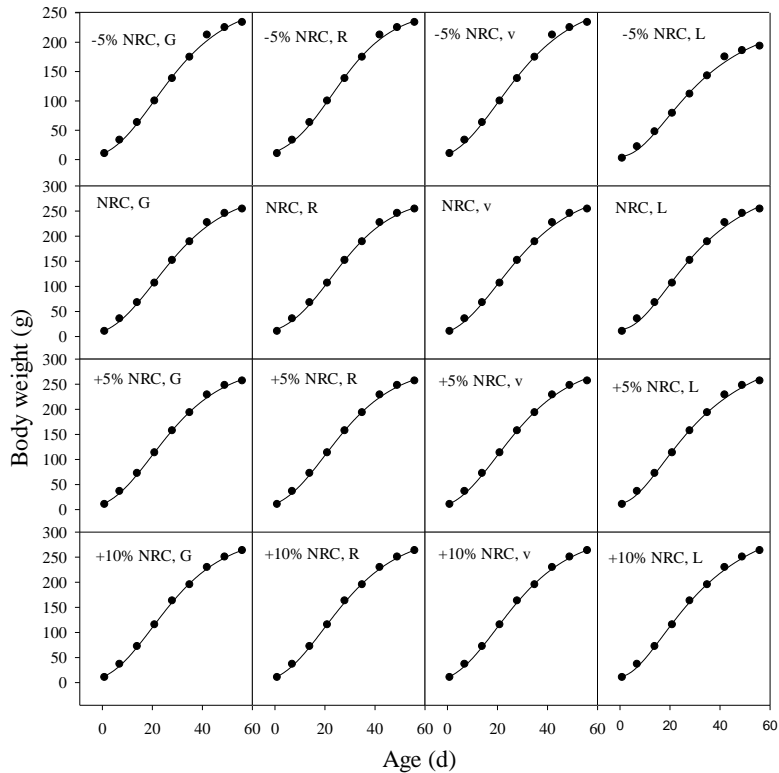 250
200
150
100
50
0
-5% NRC, G
-5% NRC, R
-5% NRC, v
-5% NRC, L
300
250
200
150
100
50
0
NRC, G
NRC, R
NRC, v
NRC, L
300
250
200
150
100
50
0
+5% NRC, G
+5% NRC, R
+5% NRC, v
+5% NRC, L
300
250
200
150
100
50
0
+10% NRC, G
+10% NRC, R
+10% NRC, v
+10% NRC, L
Body weight (g)
0 20 40 60 0 20 40 60 0 20 40 60 0 20 40 60
Age (d)